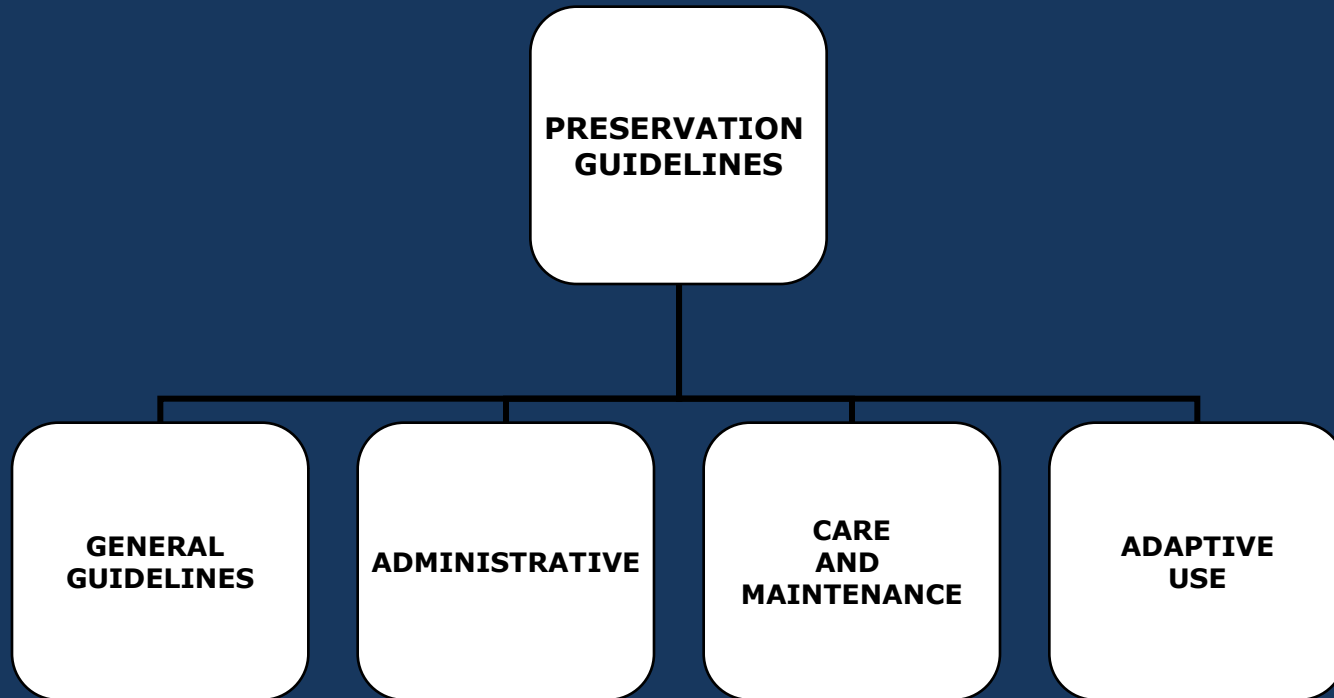 PRESERVATION
GUIDELINES
GENERAL
GUIDELINES
ADMINISTRATIVE
CARE
AND
MAINTENANCE
ADAPTIVE
USE